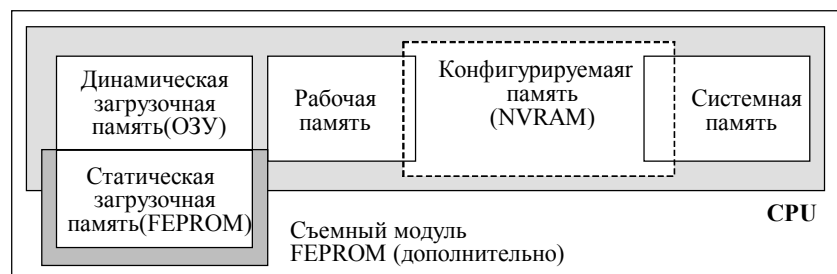 Динамическая
загрузочная
память(ОЗУ)
Рабочая
память
Конфигурируемаяr
память
(NVRAM)
Системная
память
Статическая
загрузочная
память(FEPROM)
CPU
Съемный модуль
FEPROM (дополнительно)